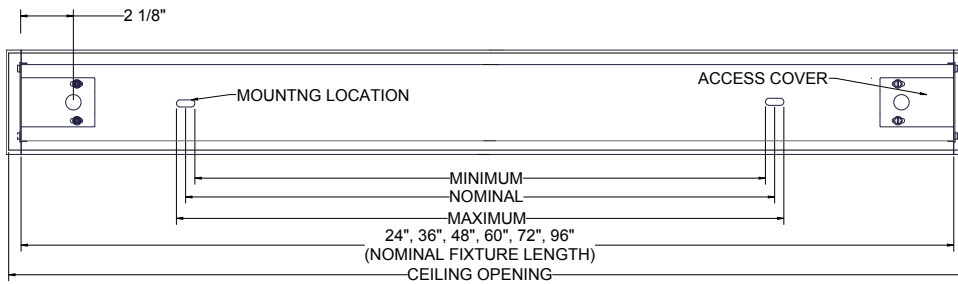 2 1/8"
ACCESS COVER
MOUNTNG LOCATION
MINIMUM
NOMINAL
MAXIMUM
24", 36", 48", 60", 72", 96"
(NOMINAL FIXTURE LENGTH)
CEILING OPENING